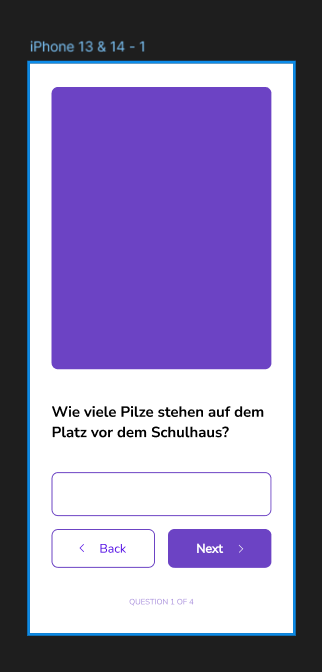 iPhone 13 & 14 - 1
Wie viele Pilze stehen auf dem
Platz vor dem Schulhaus?
Back
Next
QUESTION 1 OF 4